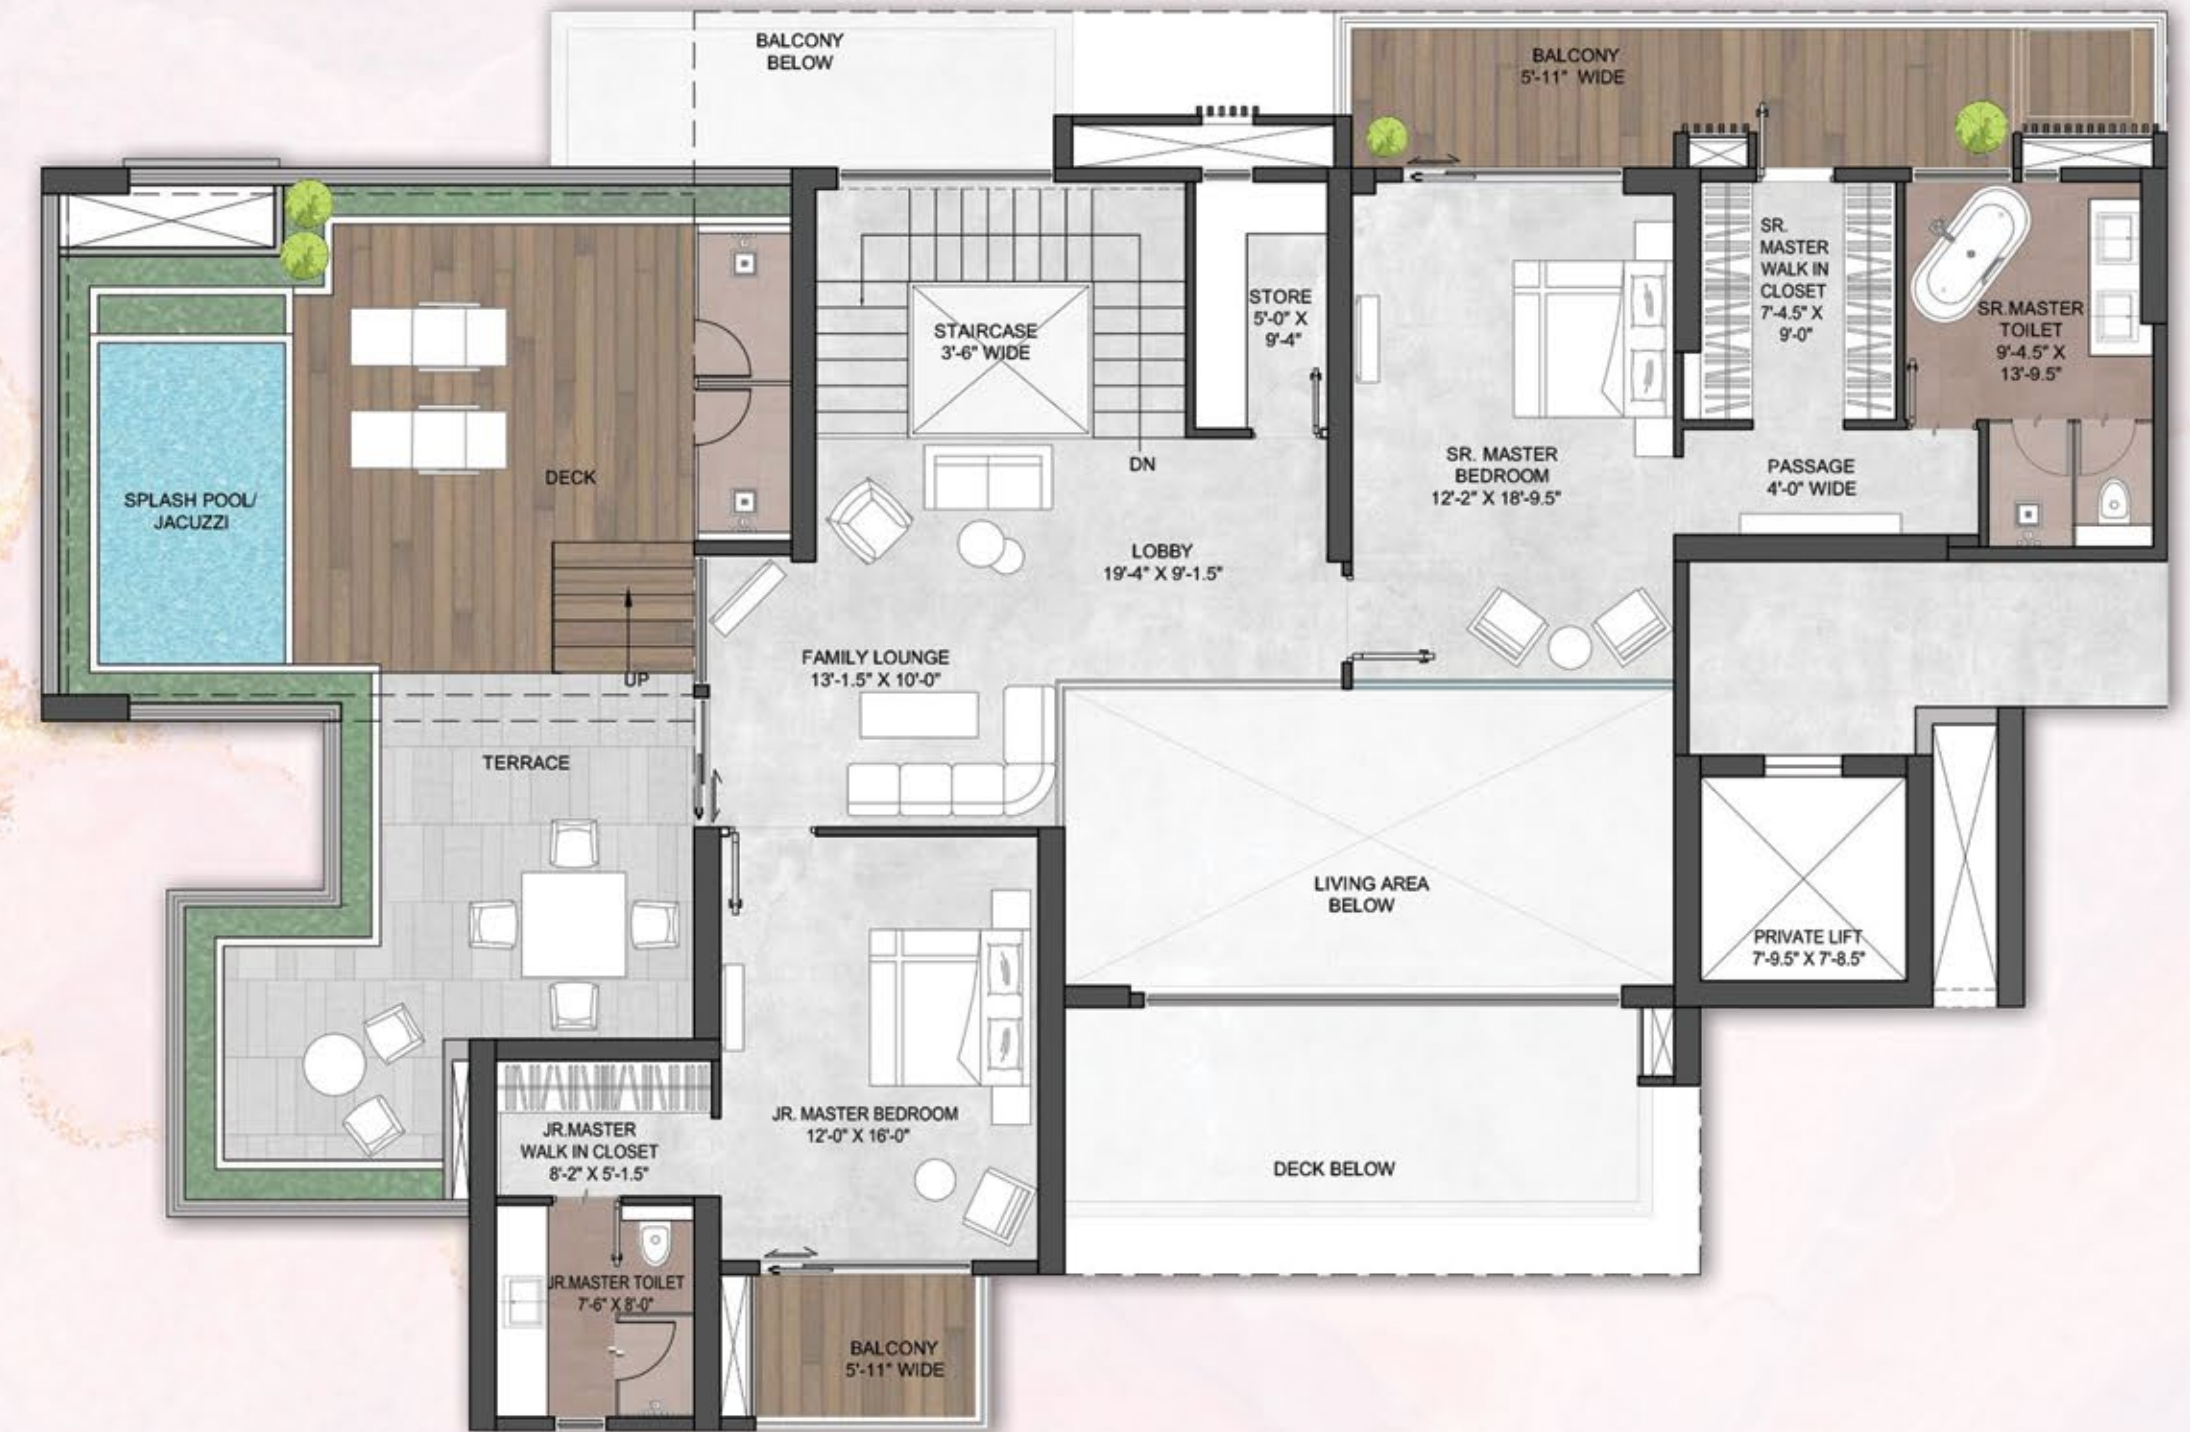 BALCONY
BELOW
BALCONY
5'-11" WIDE
SR.
MASTER
WALK IN
CLOSET
7'-4.5" X
9'-0"
STORE
5'-0" X
9'-4"
STAIRCASE
3'-6" WIDE
SR.MASTER
TOILET
9'-4.5" X
13'-9.5"
DECK
DN
SR. MASTER
BEDROOM
12'-2" X 18'-9.5"
PASSAGE
4'-0" WIDE
SPLASH POOL/
JACUZZI
LOBBY
19'-4" X 9'-1.5"
FAMILY LOUNGE
13'-1.5" X 10'-0"
UP
TERRACE
LIVING AREA
BELOW
PRIVATE LIFT
7'-9.5" X 7'-8.5"
JR. MASTER BEDROOM
12'-0" X 16'-0"
JR.MASTER
WALK IN CLOSET
8'-2" X 5'-1.5"
DECK BELOW
JR.MASTER TOILET
7'-6" X 8'-0"
BALCONY
5'-11" WIDE